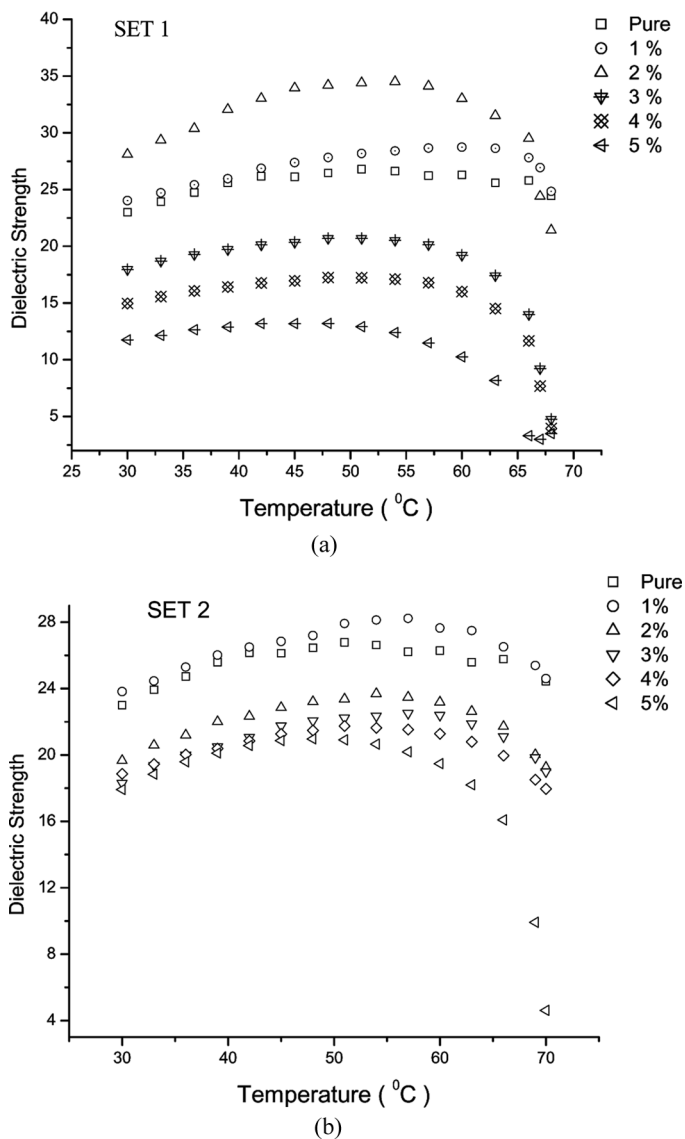 SET 1
Pure
1 %
2 %
3 %
4 %
5 %
40
35
30
25
20
15
10
5
Dielectric Strength
25 30 35 40 45 50 55 60 65 70
Temperature ( ⁰C )
(a)
SET 2
Pure
1%
2%
3%
4%
5%
28
24
20
16
12
8
4
Dielectric Strength
30 40 50 60 70
Temperature ( ⁰C )
(b)